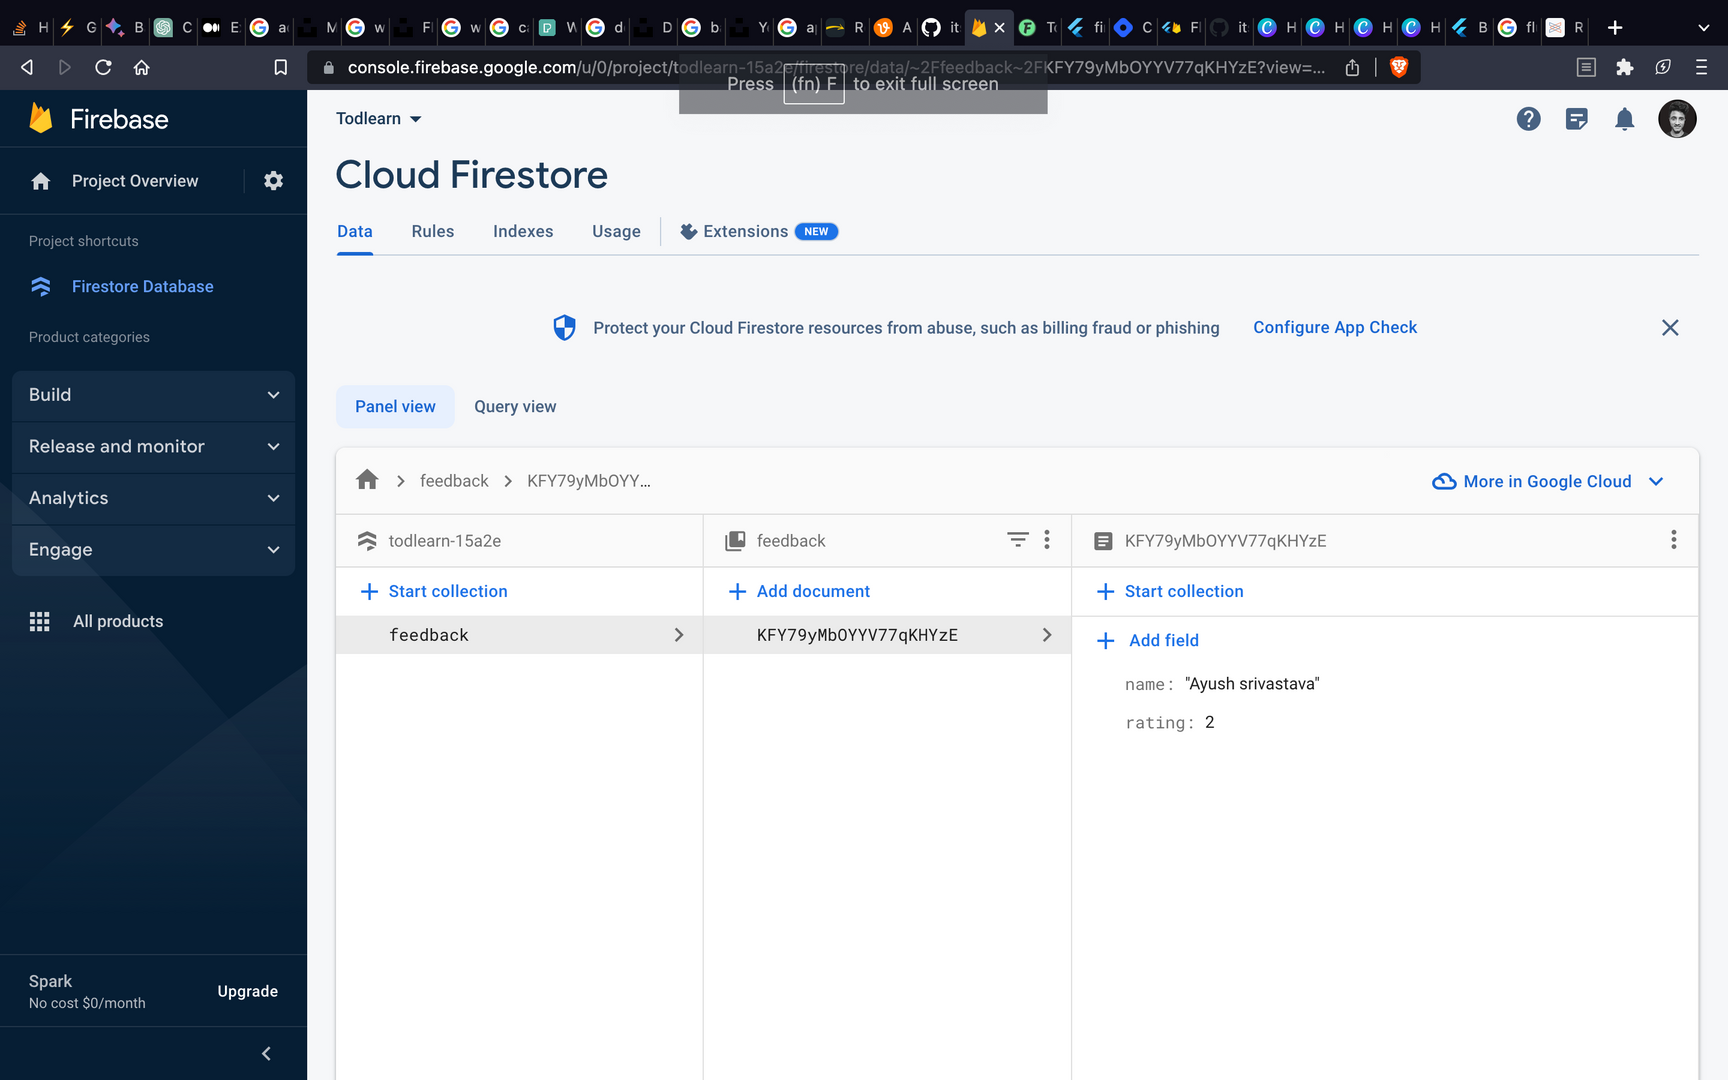 H
G
B
C
E
M
W
F
W
D
Y
R
A
it
C
it
H
H
H
H
B
fl
R
console.firebase.google.com/u/0/project/todlearn-15a2e/firestore/data/~2Ffeedback~2FKFY79yMbOYYV77qKHYzE?view=...
Press (fn) F to exit full screen
Firebase
Todlearn
Project Overview
Cloud Firestore
Data
Rules
Indexes
Usage
Extensions
NEW
Project shortcuts
Firestore Database
Product categories
Build
Release and monitor
Analytics
Engage
All products
Protect your Cloud Firestore resources from abuse, such as billing fraud or phishing
Configure App Check
Panel view
Query view
feedback
KFY79yMbOYY...
More in Google Cloud
todlearn-15a2e
feedback
KFY79yMbOYYV77qKHYzE
Start collection
Add document
Start collection
feedback
KFY79yMbOYYV77qKHYzE
Add field
name: "Ayush srivastava"
rating: 2
Spark
No cost $0/month
Upgrade